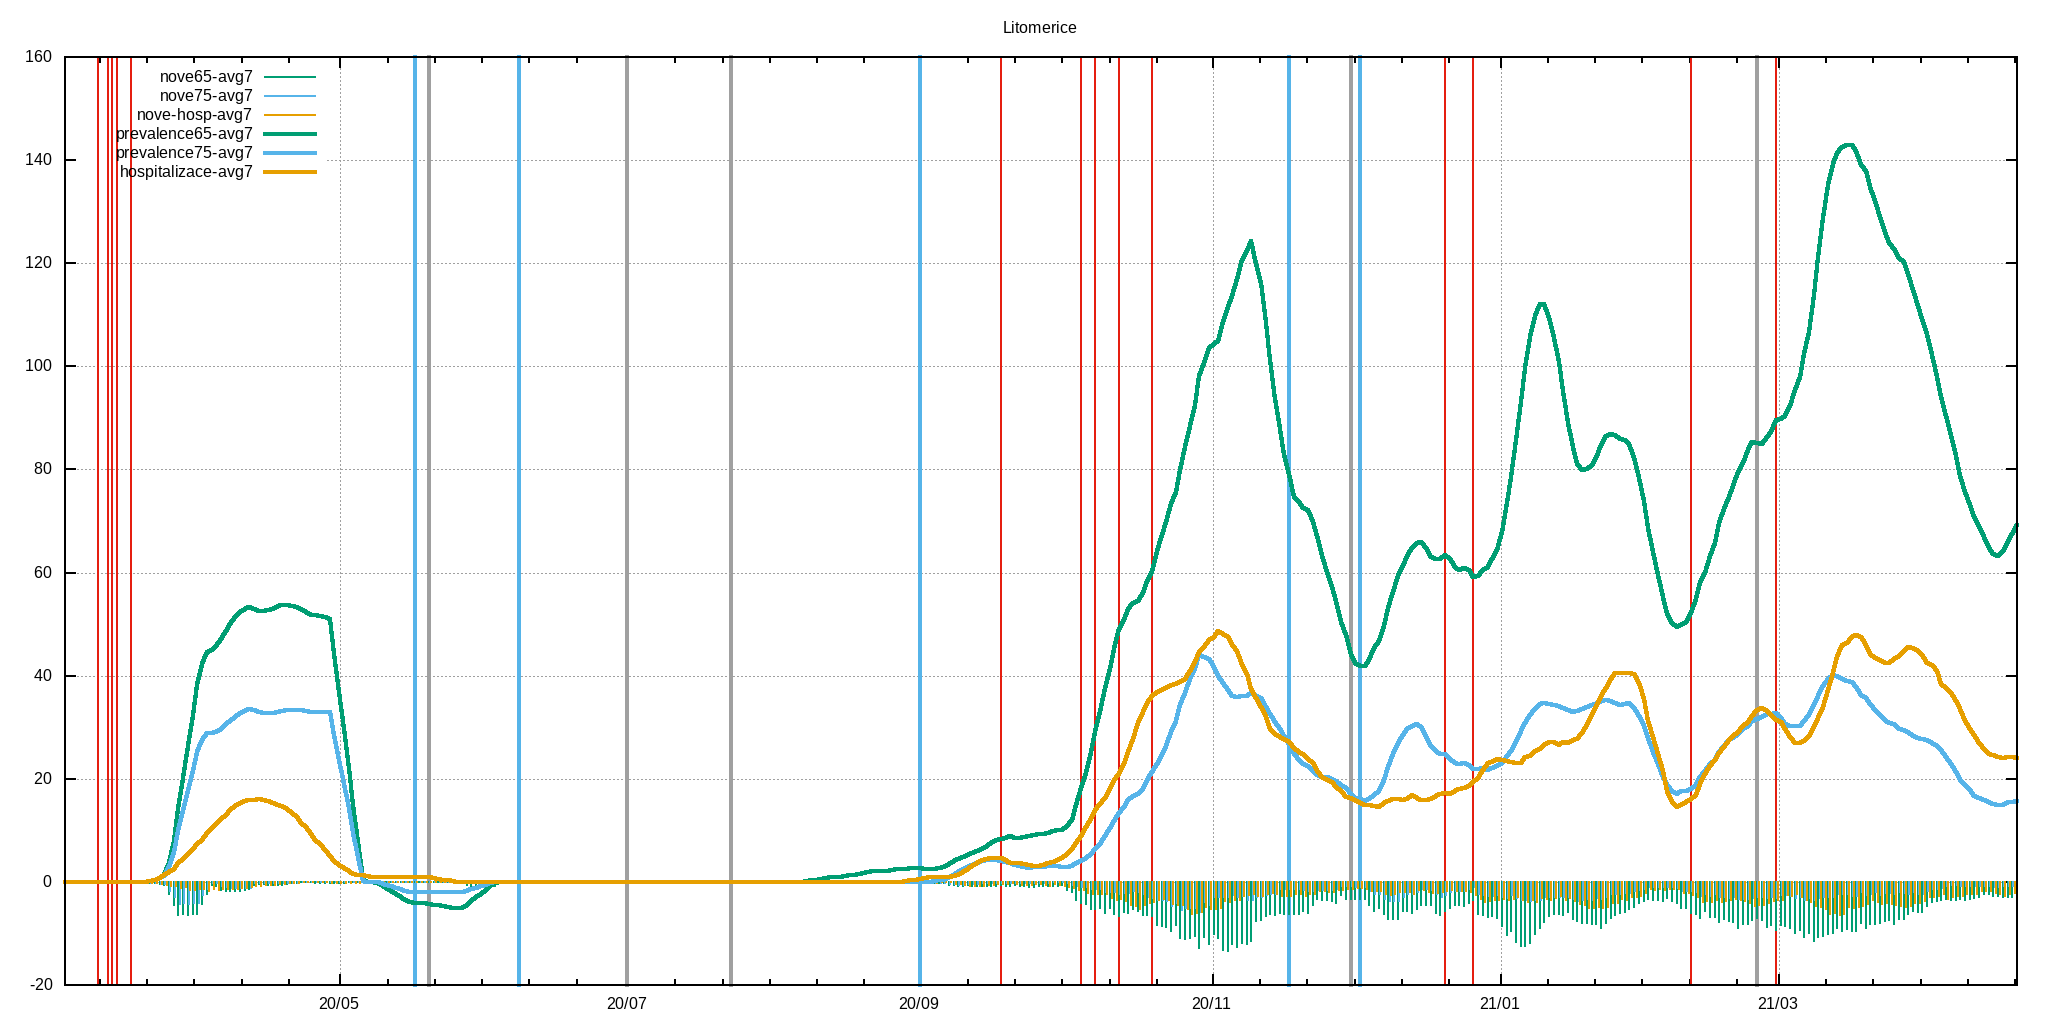 Litomerice
160
140
120
100
80
60
40
20
0
-20
nove65-avg7
nove75-avg7
nove-hosp-avg7
prevalence65-avg7
prevalence75-avg7
hospitalizace-avg7
20/05 20/07 20/09 20/11 21/01 21/03